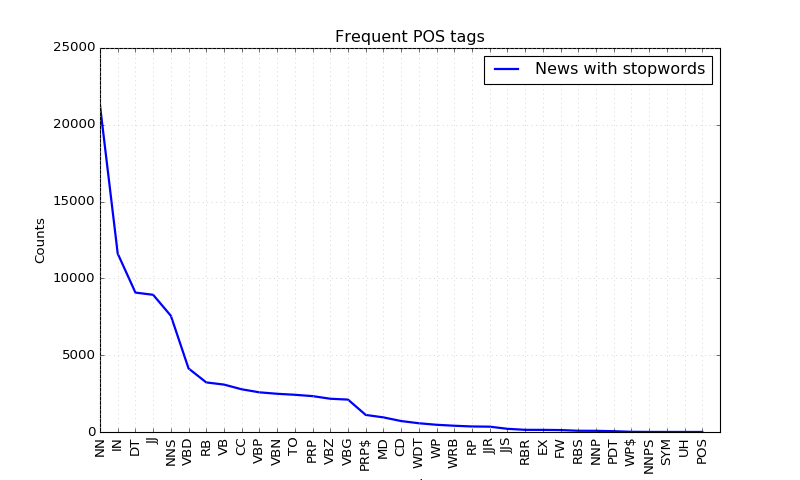 Frequent POS tags
News with stopwords
Counts
25000
20000
15000
10000
5000
0
NN IN DT JJ NNS VBD RB VB CC VBP VBN TO PRP VBZ VBG PRP$ MD CD WDT WP WRB RP JJR JJS RBR EX FW RBS NNP PDT WP$ NNPS SYM UH POS